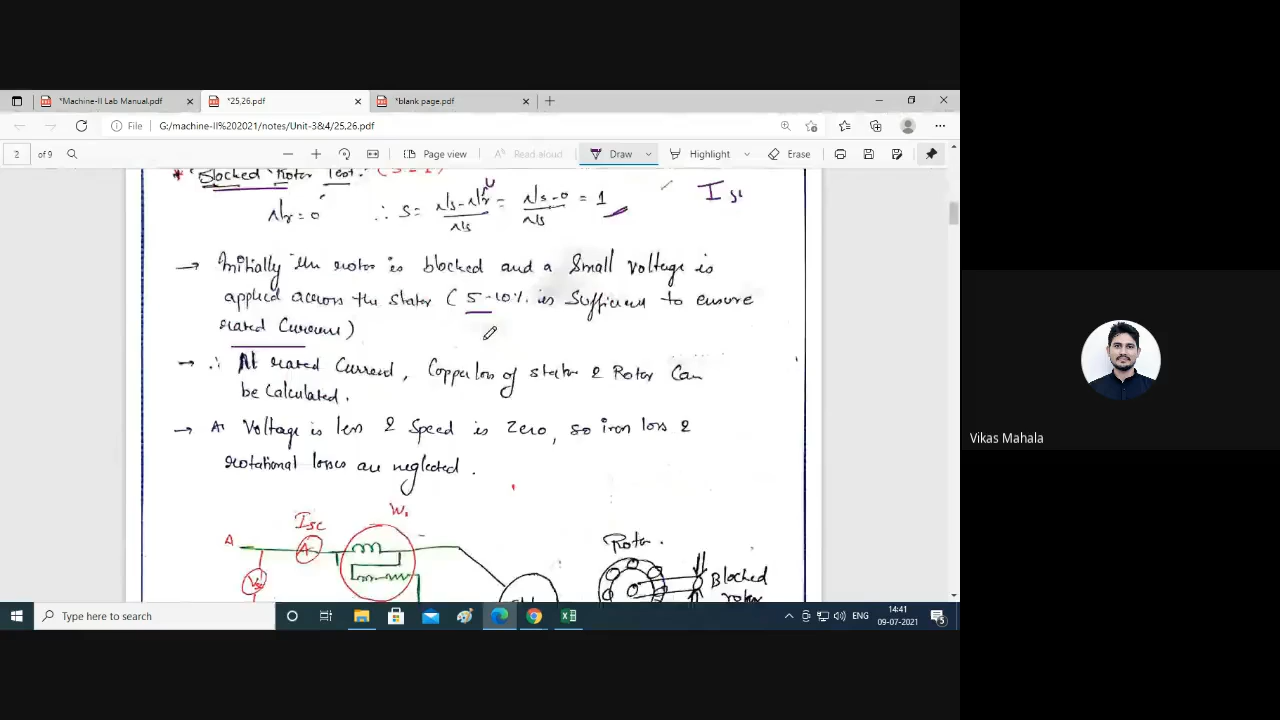 *Machine-II Lab Manual.pdf
*25,26.pdf
*blank page.pdf
File
G:/machine-II%202021/notes/Unit-3&4/25,26.pdf
2 of 9
Page view
Read aloud
Draw
Highlight
Erase
* Blocked Rotor Test. (S=1)
Nr = 0 ∴ S = Ns-Nr/Ns = Ns-0/Ns = 1
Isc
→ Initially the rotor is blocked and a small voltage is
applied across the stator (5-10% is sufficient to ensure
rated current)
→ ∴ At rated current, Copper loss of stator & Rotor Can
be Calculated.
→ As Voltage is less & Speed is Zero, so iron loss &
rotational losses are neglected.
A
Isc
A
Rotor.
Blocked
rotor
Vikas Mahala
Type here to search
ENG
14:41
09-07-2021
5